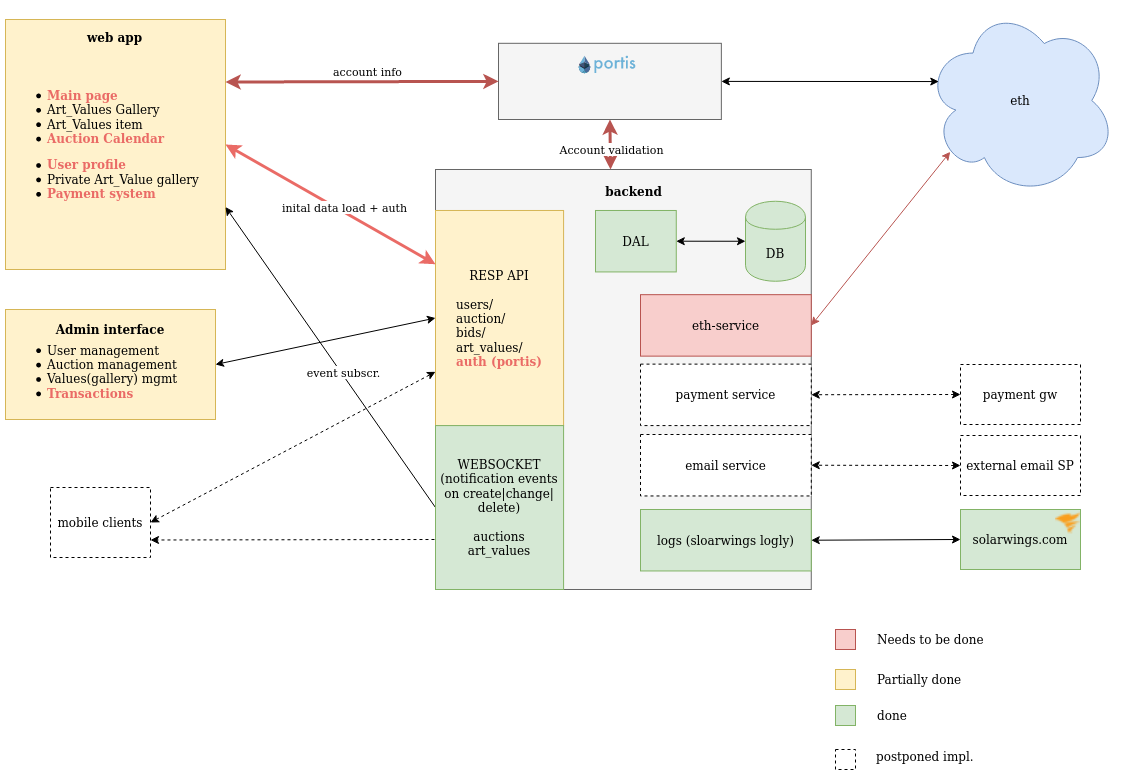 web app
Main page
Art_Values Gallery
Art_Values item
Auction Calendar
User profile
Private Art_Value gallery
Payment system
account info
portis
eth
Account validation
inital data load + auth
backend
DAL
DB
RESP API
users/
auction/
bids/
art_values/
auth (portis)
eth-service
Admin interface
User management
Auction management
Values(gallery) mgmt
Transactions
event subscr.
payment service
payment gw
email service
external email SP
WEBSOCKET
(notification events
on create|change|
delete)
auctions
art_values
mobile clients
logs (sloarwings logly)
solarwings.com
Needs to be done
Partially done
done
postponed impl.